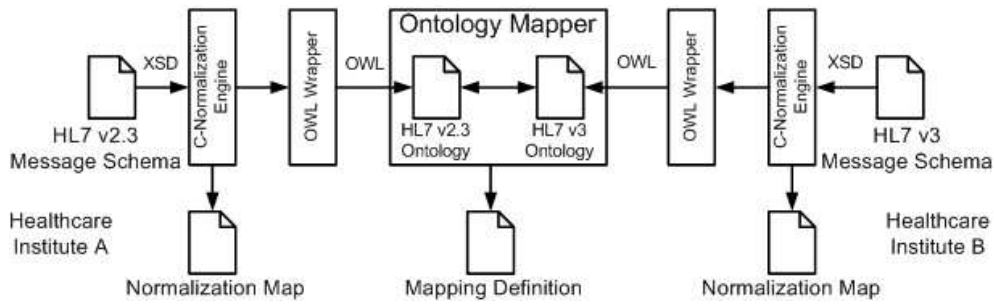 Ontology Mapper
XSD
C-Normalization
Engine
OWL Wrapper
OWL
HL7 v2.3
Ontology
HL7 v3
Ontology
OWL
OWL Wrapper
C-Normalization
Engine
XSD
HL7 v2.3
Message Schema
HL7 v3
Message Schema
Healthcare
Institute A
Healthcare
Institute B
Normalization Map
Mapping Definition
Normalization Map